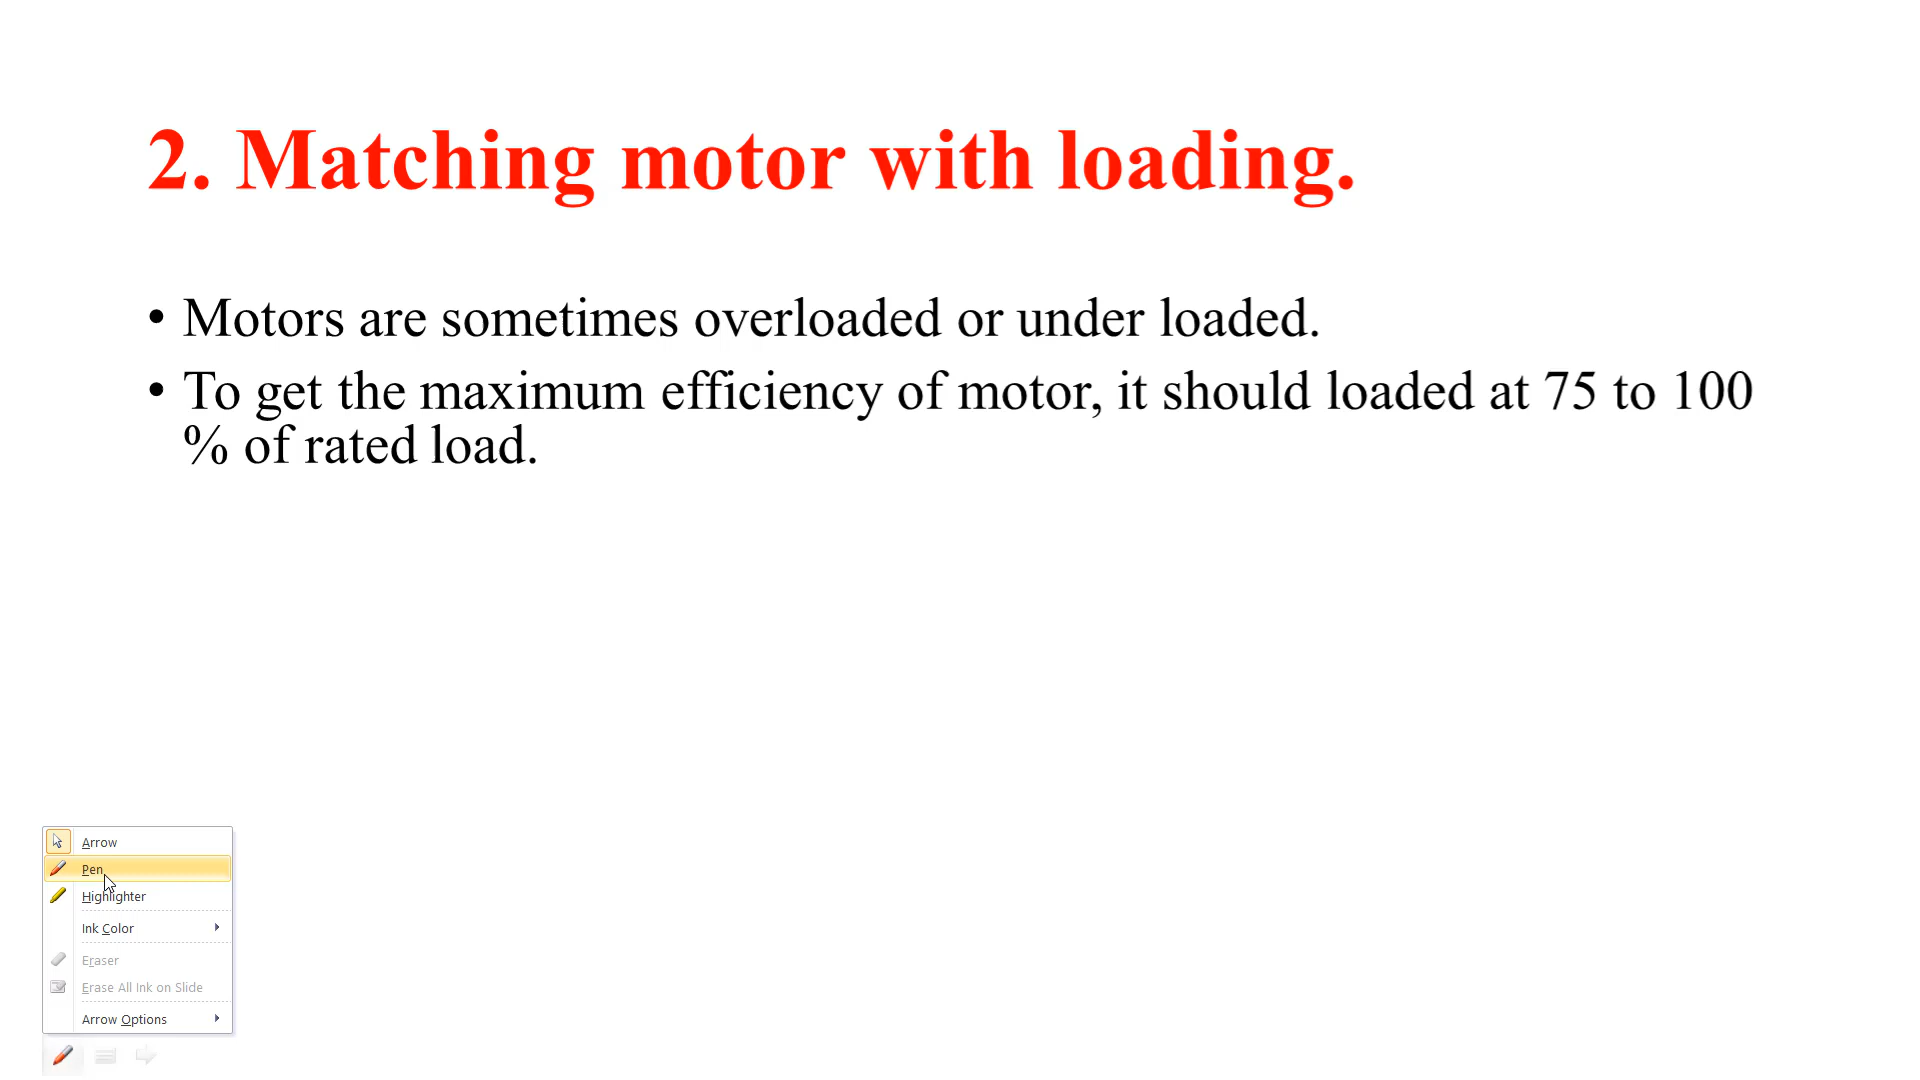 2. Matching motor with loading.
• Motors are sometimes overloaded or under loaded.
• To get the maximum efficiency of motor, it should loaded at 75 to 100
% of rated load.
Arrow
Pen
Highlighter
Ink Color
Eraser
Erase All Ink on Slide
Arrow Options